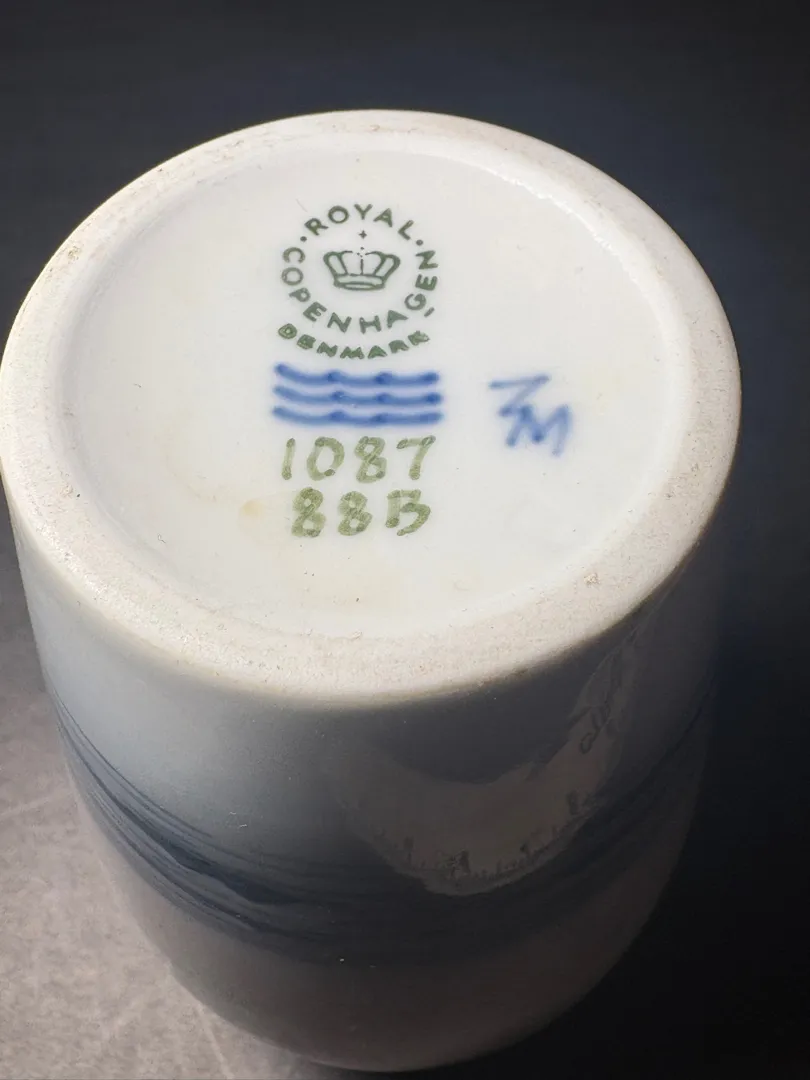 ROYAL COPENHAGEN
DENMARK
1087
88B